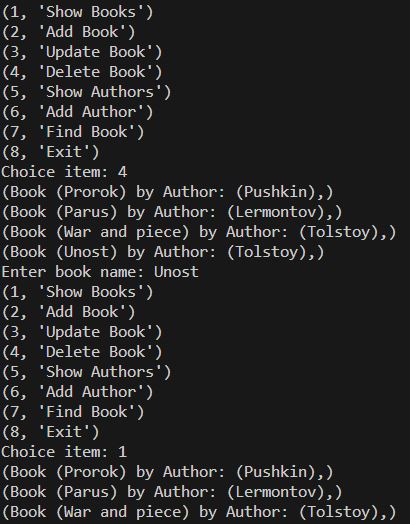 (1, 'Show Books')
(2, 'Add Book')
(3, 'Update Book')
(4, 'Delete Book')
(5, 'Show Authors')
(6, 'Add Author')
(7, 'Find Book')
(8, 'Exit')
Choice item: 4
(Book (Prorok) by Author: (Pushkin),)
(Book (Parus) by Author: (Lermontov),)
(Book (War and piece) by Author: (Tolstoy),)
(Book (Unost) by Author: (Tolstoy),)
Enter book name: Unost
(1, 'Show Books')
(2, 'Add Book')
(3, 'Update Book')
(4, 'Delete Book')
(5, 'Show Authors')
(6, 'Add Author')
(7, 'Find Book')
(8, 'Exit')
Choice item: 1
(Book (Prorok) by Author: (Pushkin),)
(Book (Parus) by Author: (Lermontov),)
(Book (War and piece) by Author: (Tolstoy),)